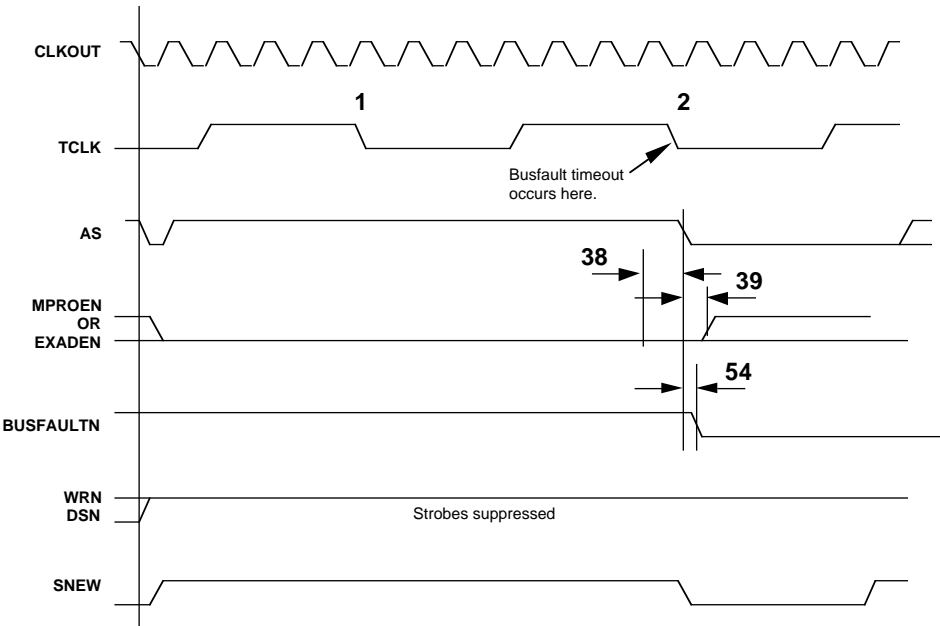 CLKOUT
1
2
TCLK
Busfault timeout
occurs here.
AS
38
39
MPROEN
OR
EXADEN
54
BUSFAULTN
WRN
DSN
Strobes suppressed
SNEW